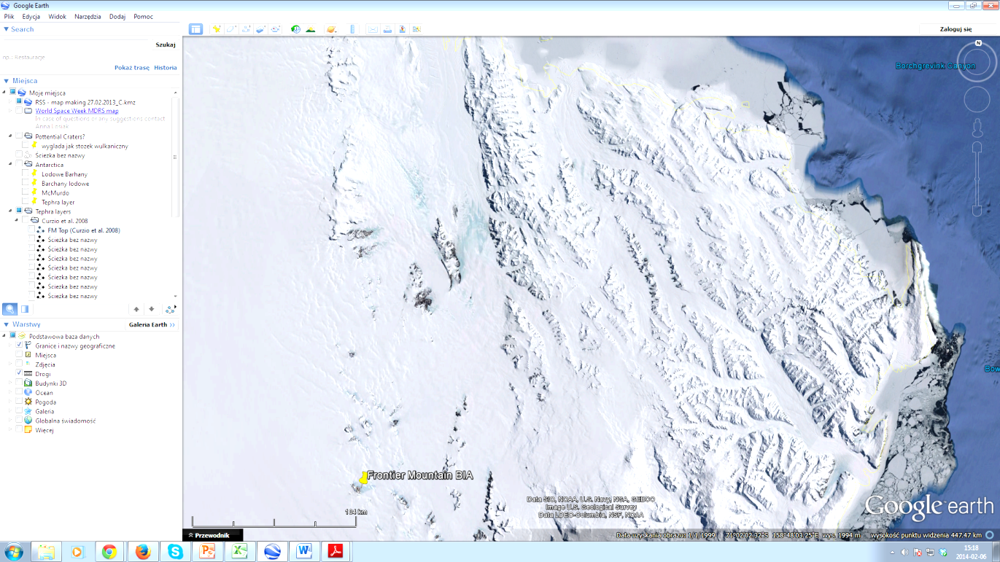 Google Earth
Plik Edycja Widok Narzędzia Dodaj Pomoc
Search
Szukaj
np.: Restauracje
Pokaż trasę Historia
Miejsca
Moje miejsca
RSS - map making 27.02.2013_C.kmz
World Space Week MDRS map
In case of questions or any suggestions contact
Anna Losiak
Pottential Craters?
wyglada jak stozek wulkaniczny
Sciezka bez nazwy
Antarctica
Lodowe Barhany
Barchany lodowe
McMurdo
Tephra layer
Tephra layers
Curzio et al. 2008
FM Top (Curzio et al. 2008)
Ścieżka bez nazwy
Ścieżka bez nazwy
Ścieżka bez nazwy
Ścieżka bez nazwy
Ścieżka bez nazwy
Ścieżka bez nazwy
Ścieżka bez nazwy
Warstwy
Galeria Earth >>
Podstawowa baza danych
Granice i nazwy geograficzne
Miejsca
Zdjęcia
Drogi
Budynki 3D
Ocean
Pogoda
Galeria
Globalna świadomość
Więcej
Zaloguj się
N
Borchgrevink Canyon
Bow
Frontier Mountain BIA
104 km
Data SIO, NOAA, U.S. Navy, NGA, GEBCO
Image U.S. Geological Survey
Data LDEO-Columbia, NSF, NOAA
Google earth
Przewodnik
Data uzyskania obrazu: 1/1/1999 71°02'02.32"S 158°48'03.25"E wys. 1994 m wysokość punktu widzenia 447.47 km
15:18
2014-02-06